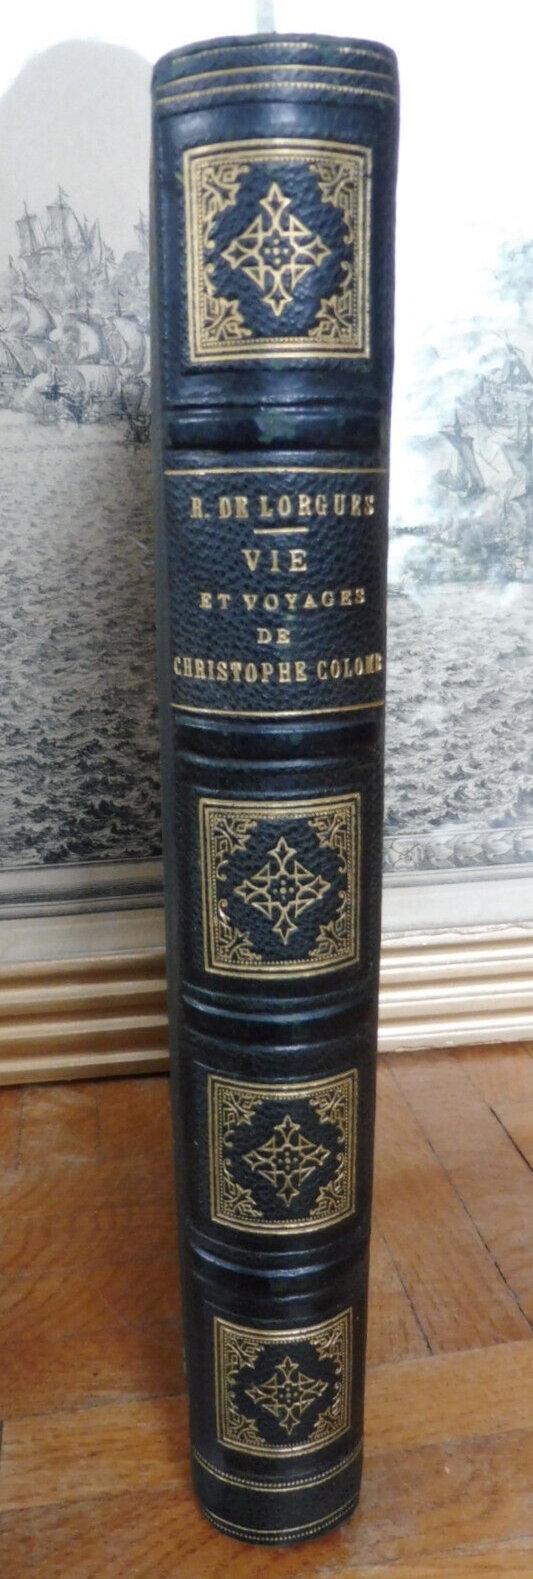 R. DE LORGUES
VIE
ET VOYAGES
DE
CHRISTOPHE COLOMB